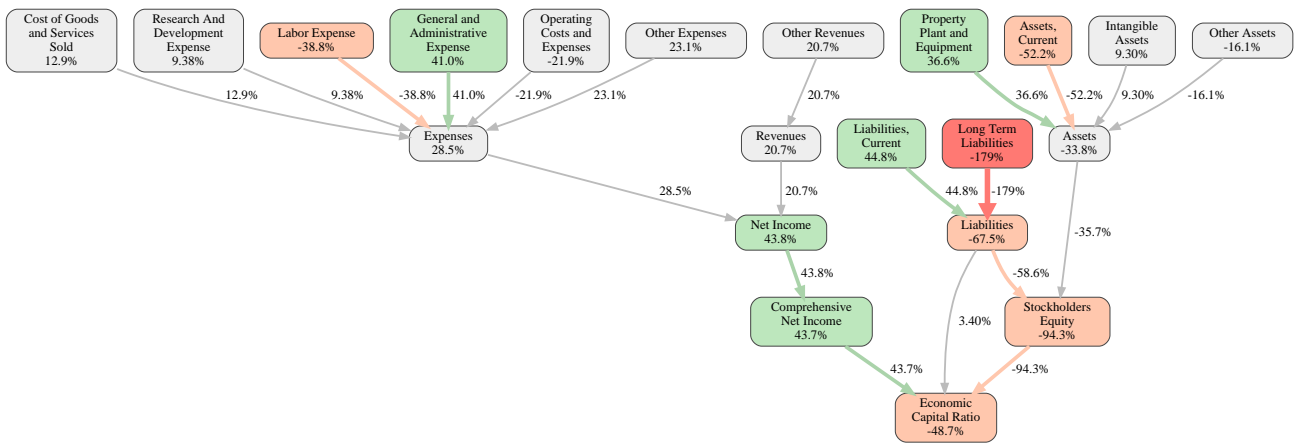 Cost of Goods
and Services
Sold
12.9%
Research And
Development
Expense
9.38%
Labor Expense
-38.8%
General and
Administrative
Expense
41.0%
Operating
Costs and
Expenses
-21.9%
Other Expenses
23.1%
Other Revenues
20.7%
Property
Plant and
Equipment
36.6%
Assets,
Current
-52.2%
Intangible
Assets
9.30%
Other Assets
-16.1%
12.9%
9.38%
-38.8%
41.0%
-21.9%
23.1%
20.7%
36.6%
-52.2%
9.30%
-16.1%
Expenses
28.5%
Revenues
20.7%
Liabilities,
Current
44.8%
Long Term
Liabilities
-179%
Assets
-33.8%
28.5%
20.7%
44.8%
-179%
Net Income
43.8%
Liabilities
-67.5%
-35.7%
43.8%
-58.6%
Comprehensive
Net Income
43.7%
3.40%
Stockholders
Equity
-94.3%
43.7%
-94.3%
Economic
Capital Ratio
-48.7%